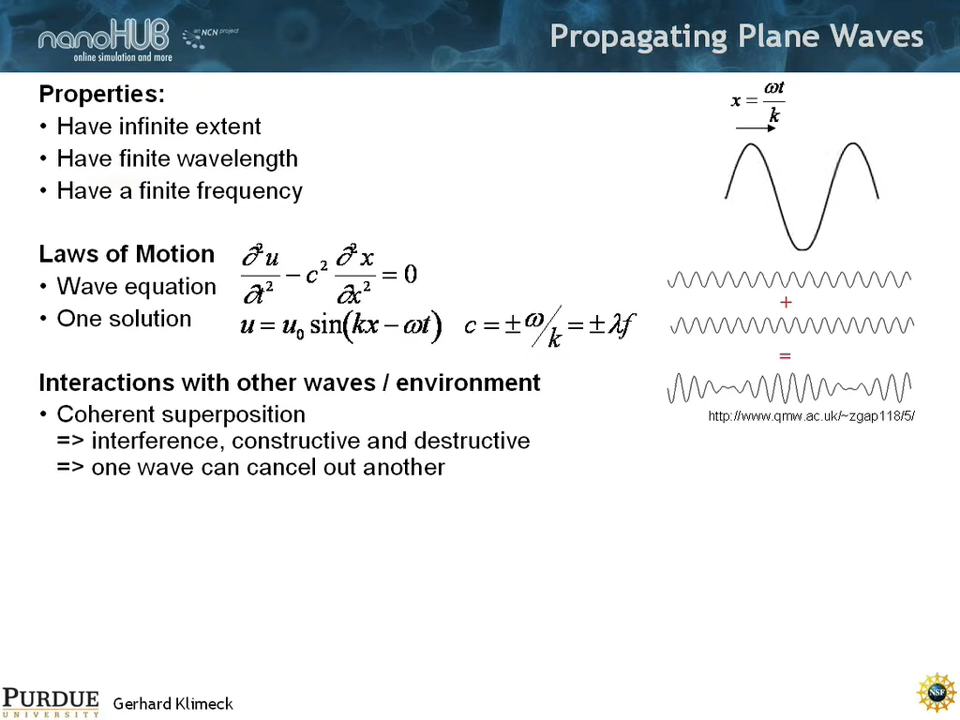 nanoHUB
an NCN project
online simulation and more
Propagating Plane Waves
Properties:
• Have infinite extent
• Have finite wavelength
• Have a finite frequency
x = ωt/k
Laws of Motion
• Wave equation ∂²u/∂t² − c² ∂²x/∂x² = 0
• One solution u = u₀ sin(kx − ωt) c = ±ω/k = ±λf
+
=
http://www.qmw.ac.uk/~zgap118/5/
Interactions with other waves / environment
• Coherent superposition
=> interference, constructive and destructive
=> one wave can cancel out another
PURDUE
UNIVERSITY
Gerhard Klimeck
NSF